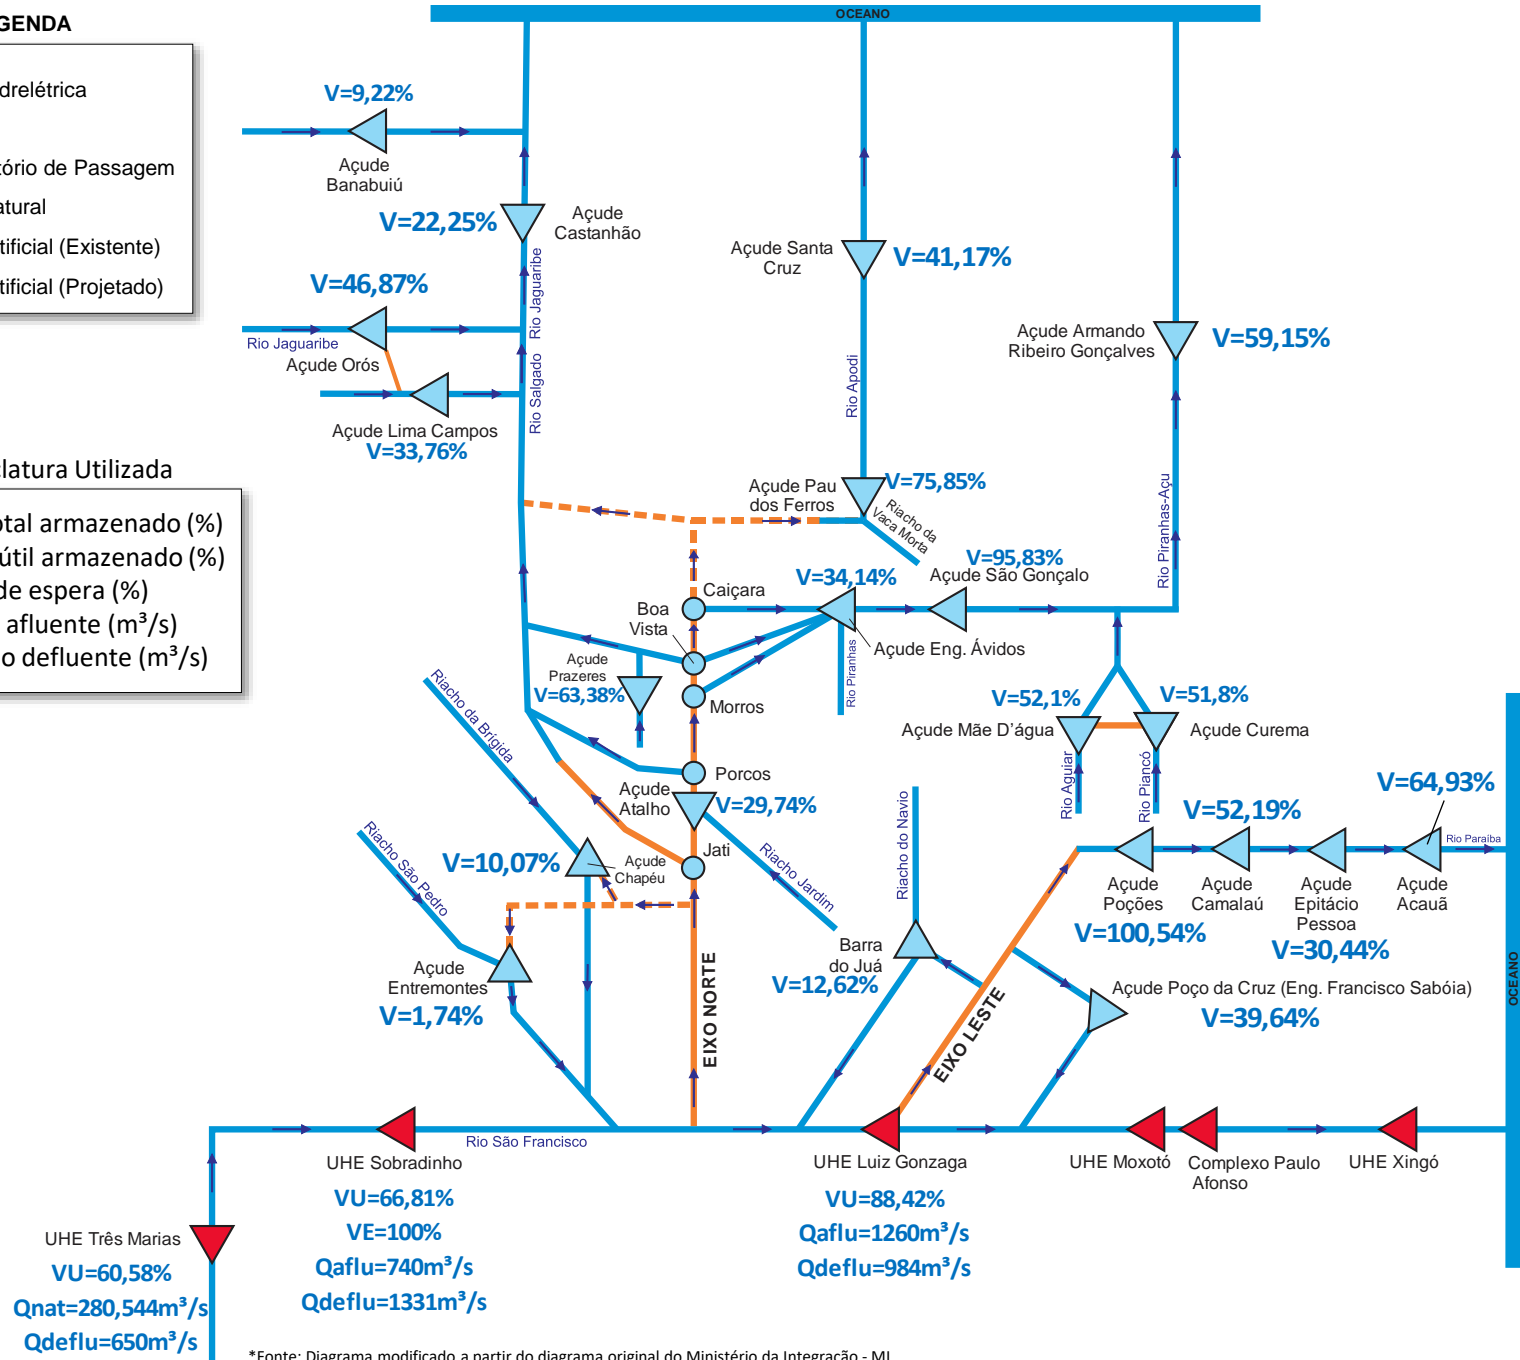 OCEANO
GENDA
drelétrica
tório de Passagem
atural
tificial (Existente)
tificial (Projetado)
V=9,22%
Açude
Banabuiú
V=22,25%
Açude
Castanhão
Rio Jaguaribe
V=46,87%
Rio Jaguaribe
Açude Orós
Rio Salgado
Açude Lima Campos
V=33,76%
Açude Santa
Cruz
V=41,17%
Rio Apodi
Açude Armando
Ribeiro Gonçalves
V=59,15%
Rio Piranhas-Açu
clatura Utilizada
otal armazenado (%)
útil armazenado (%)
de espera (%)
afluente (m³/s)
o defluente (m³/s)
Açude Pau
dos Ferros
V=75,85%
Riacho da
Vaca Morta
V=95,83%
Açude São Gonçalo
V=34,14%
Caiçara
Boa
Vista
Açude Eng. Ávidos
Rio Piranhas
Açude
Prazeres
V=63,38%
Morros
Riacho da Brígida
Porcos
Açude
Atalho
V=29,74%
Jati
Riacho Jardim
V=52,1%
V=51,8%
Açude Mãe D'água
Açude Curema
Rio Aguiar
Rio Piancó
V=64,93%
V=52,19%
Rio Paraíba
Açude
Poções
Açude
Camalaú
Açude
Epitácio
Pessoa
Açude
Acauã
V=100,54%
V=30,44%
Riacho São Pedro
V=10,07%
Açude
Chapéu
Riacho do Navio
Barra
do Juá
V=12,62%
Açude
Entremontes
V=1,74%
EIXO NORTE
EIXO LESTE
Açude Poço da Cruz (Eng. Francisco Sabóia)
V=39,64%
OCEANO
Rio São Francisco
UHE Sobradinho
VU=66,81%
VE=100%
Qaflu=740m³/s
Qdeflu=1331m³/s
UHE Luiz Gonzaga
VU=88,42%
Qaflu=1260m³/s
Qdeflu=984m³/s
UHE Moxotó
Complexo Paulo
Afonso
UHE Xingó
UHE Três Marias
VU=60,58%
Qnat=280,544m³/s
Qdeflu=650m³/s
*Fonte: Diagrama modificado a partir do diagrama original do Ministério da Integração - MI